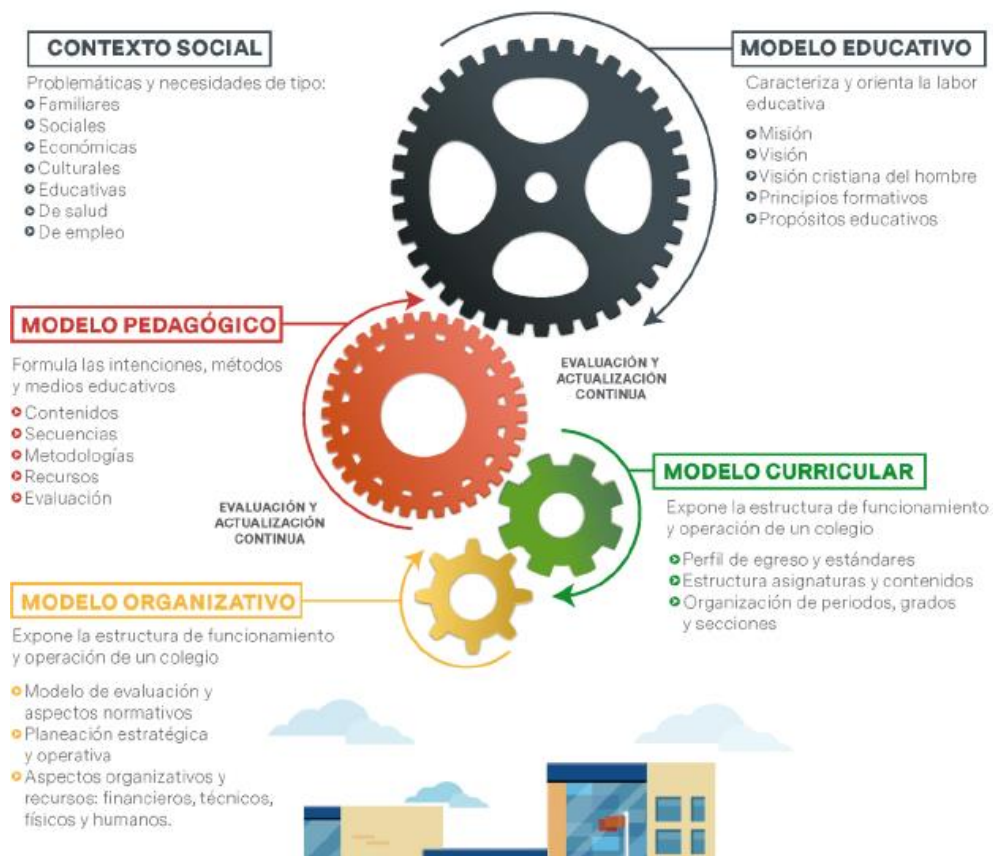 CONTEXTO SOCIAL
Problemáticas y necesidades de tipo:
Familiares
Sociales
Económicas
Culturales
Educativas
De salud
De empleo
MODELO EDUCATIVO
Caracteriza y orienta la labor
educativa
Misión
Visión
Visión cristiana del hombre
Principios formativos
Propósitos educativos
MODELO PEDAGÓGICO
Formula las intenciones, métodos
y medios educativos
Contenidos
Secuencias
Metodologías
Recursos
Evaluación
EVALUACIÓN Y
ACTUALIZACIÓN
CONTINUA
EVALUACIÓN Y
ACTUALIZACIÓN
CONTINUA
MODELO CURRICULAR
Expone la estructura de funcionamiento
y operación de un colegio
Perfil de egreso y estándares
Estructura asignaturas y contenidos
Organización de periodos, grados
y secciones
MODELO ORGANIZATIVO
Expone la estructura de funcionamiento
y operación de un colegio
Modelo de evaluación y
aspectos normativos
Planeación estratégica
y operativa
Aspectos organizativos y
recursos: financieros, técnicos,
físicos y humanos.